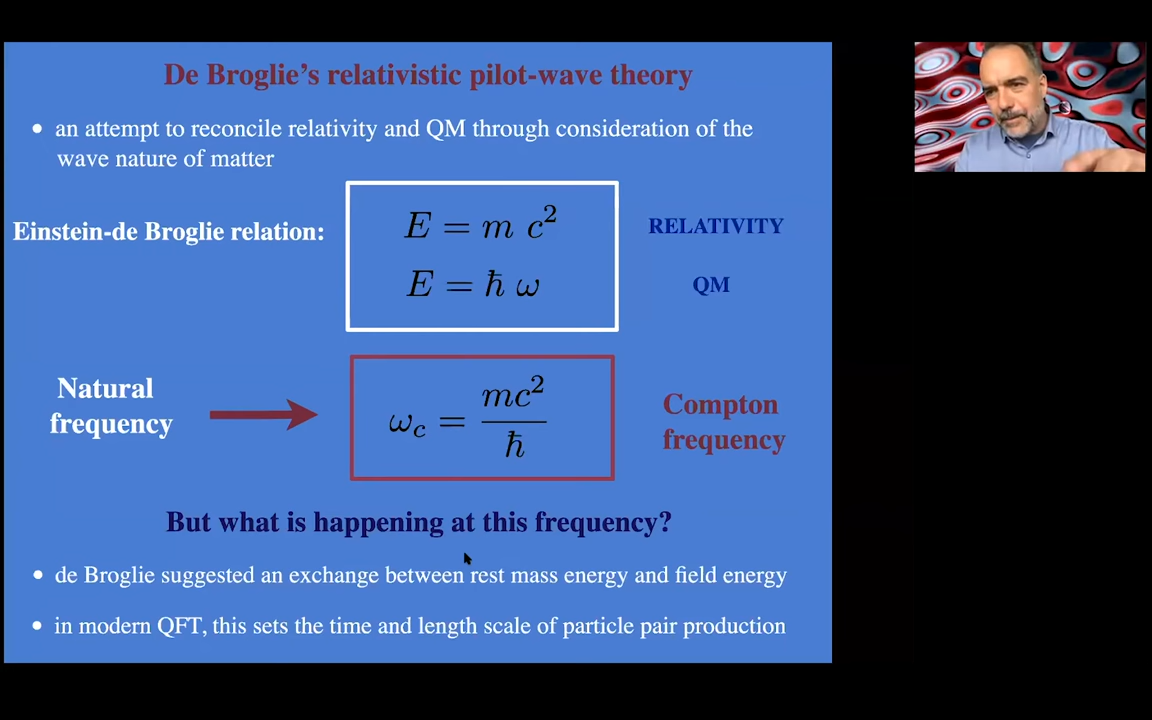 De Broglie's relativistic pilot-wave theory
• an attempt to reconcile relativity and QM through consideration of the
wave nature of matter
Einstein-de Broglie relation:
E = m c²
RELATIVITY
E = ℏ ω
QM
Natural
frequency
ω_c = mc²/ℏ
Compton
frequency
But what is happening at this frequency?
• de Broglie suggested an exchange between rest mass energy and field energy
• in modern QFT, this sets the time and length scale of particle pair production